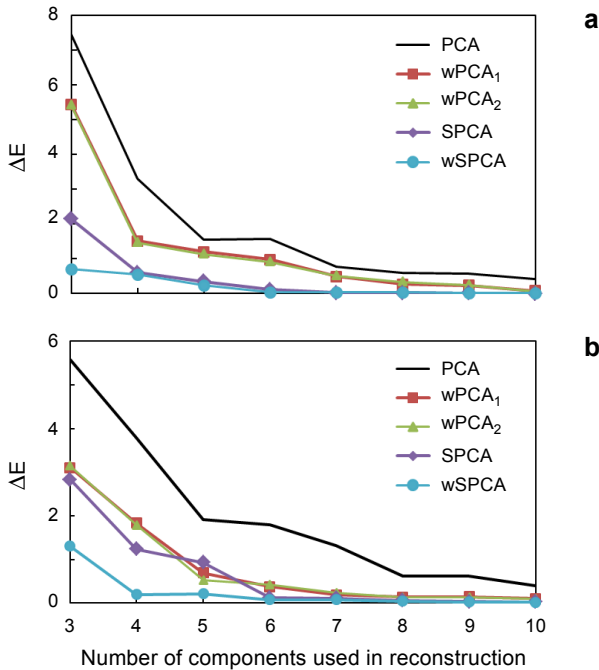 a
8
6
4
2
0
ΔE
PCA
wPCA₁
wPCA₂
SPCA
wSPCA
b
6
4
2
0
ΔE
PCA
wPCA₁
wPCA₂
SPCA
wSPCA
3 4 5 6 7 8 9 10
Number of components used in reconstruction